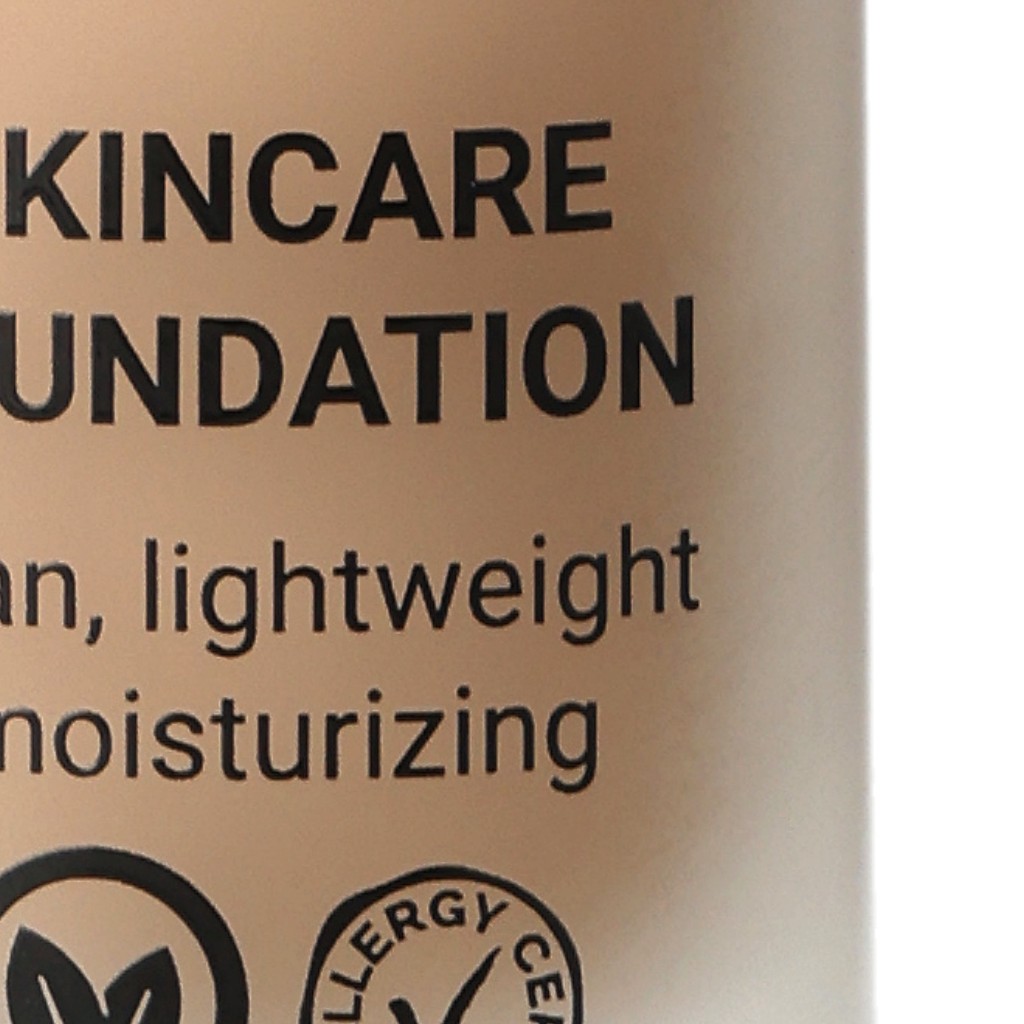 KINCARE
UNDATION
an, lightweight
noisturizing
LLERGY CE